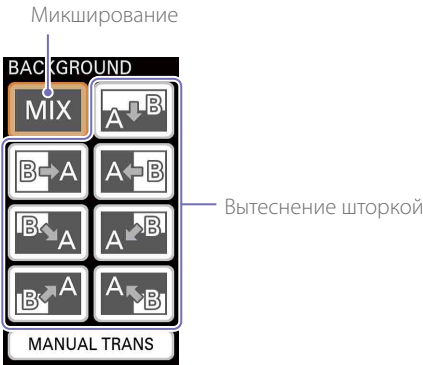 Микширование
BACKGROUND
MIX
A B
B A
A B
B A
A B
B A
A B
Вытеснение шторкой
MANUAL TRANS